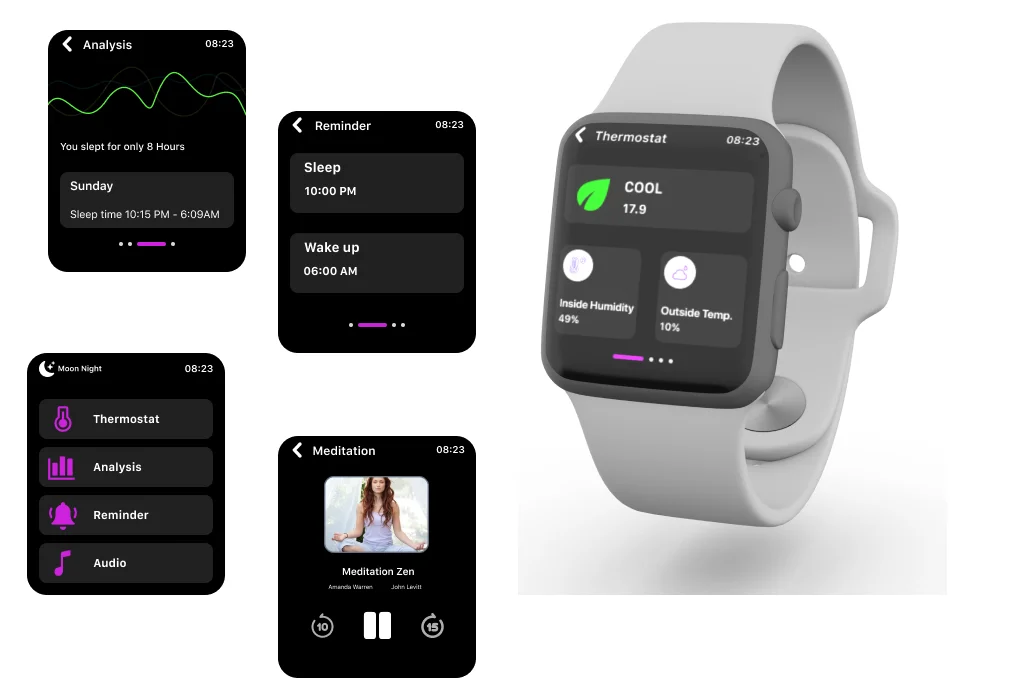 Analysis 08:23
You slept for only 8 Hours
Sunday
Sleep time 10:15 PM - 6:09AM
Reminder 08:23
Sleep
10:00 PM
Wake up
06:00 AM
Moon Night 08:23
Thermostat
Analysis
Reminder
Audio
Meditation 08:23
Meditation Zen
Amanda Warren John Levitt
10 15
Thermostat 08:23
COOL
17.9
Inside Humidity
49%
Outside Temp.
10%